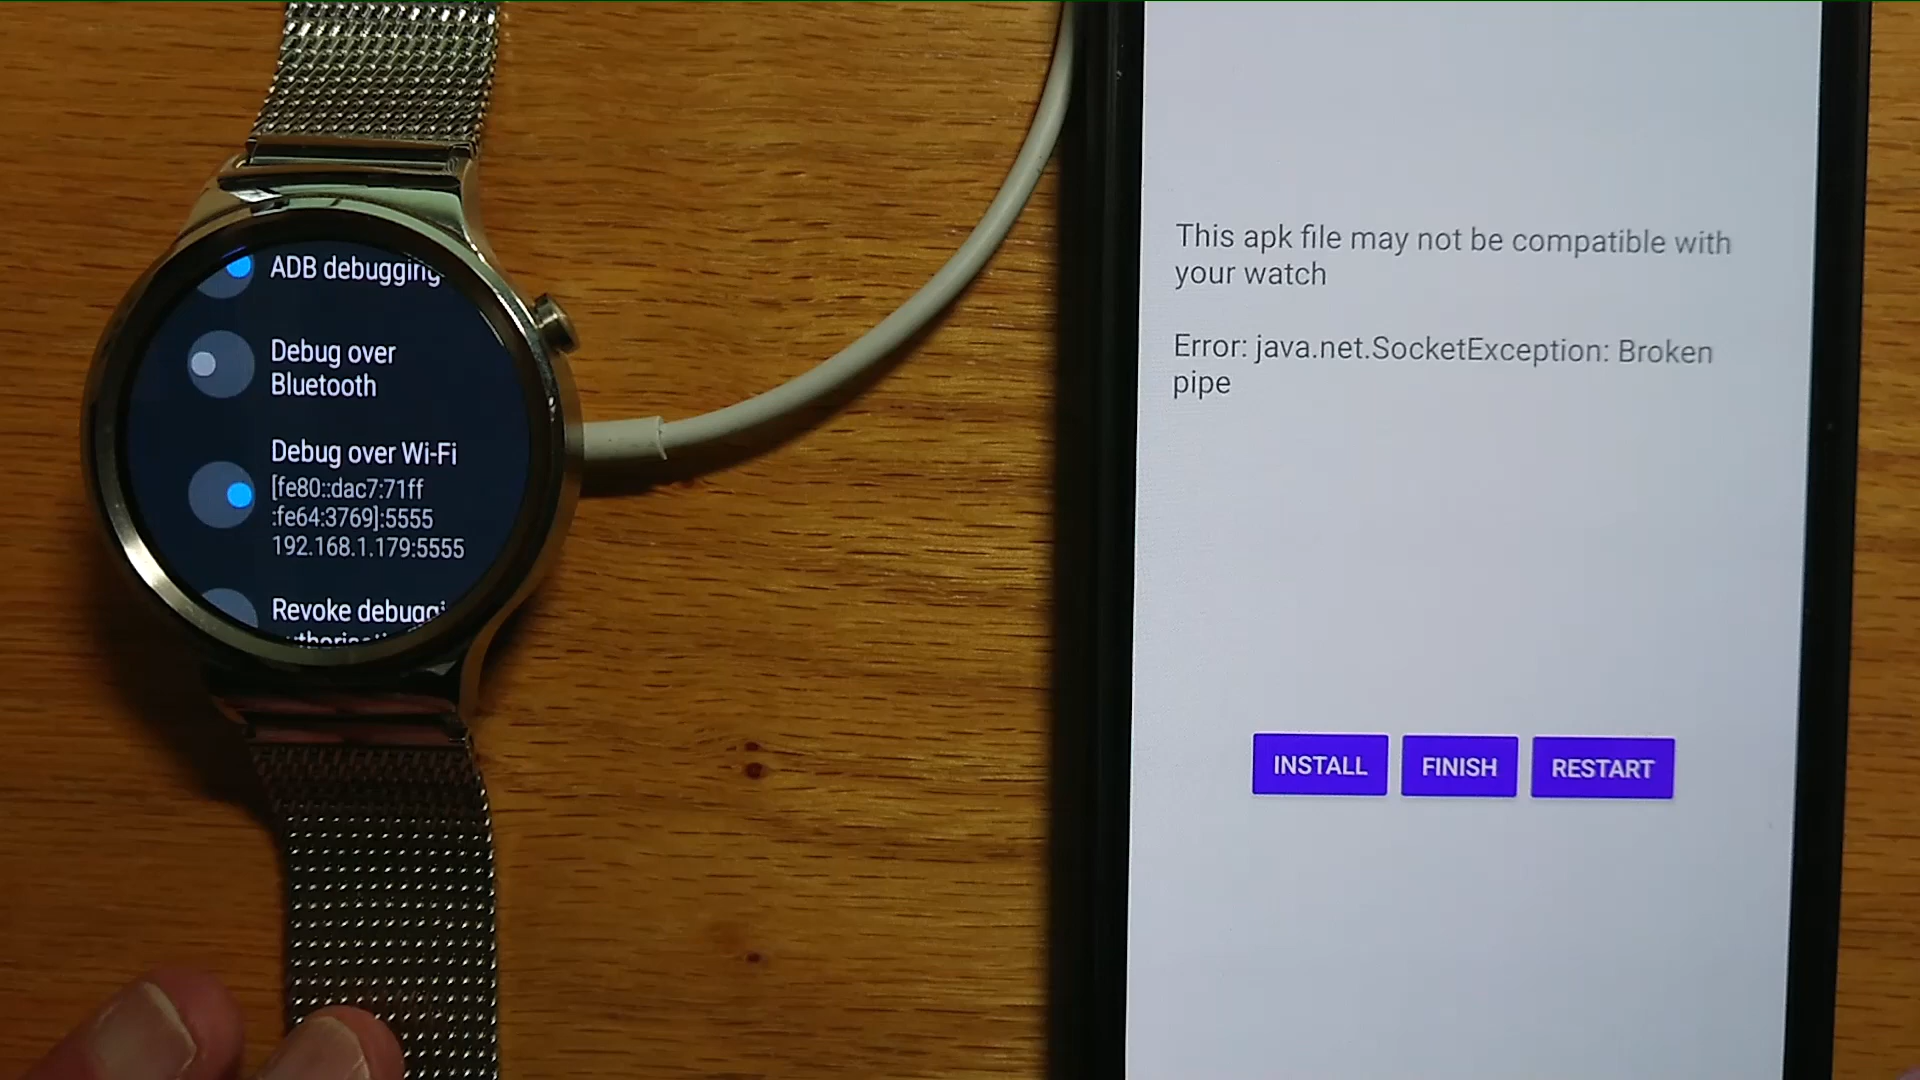 ADB debugging
Debug over
Bluetooth
Debug over Wi-Fi
[fe80::dac7:71ff
:fe64:3769]:5555
192.168.1.179:5555
Revoke debuggi
This apk file may not be compatible with
your watch
Error: java.net.SocketException: Broken
pipe
INSTALL
FINISH
RESTART